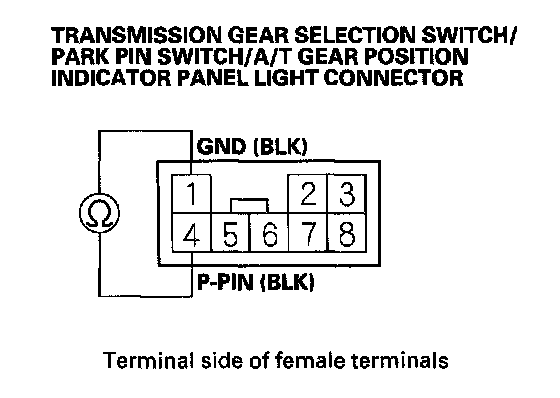 TRANSMISSION GEAR SELECTION SWITCH/
PARK PIN SWITCH/A/T GEAR POSITION
INDICATOR PANEL LIGHT CONNECTOR
GND (BLK)
1 2 3
Ω
4 5 6 7 8
P-PIN (BLK)
Terminal side of female terminals